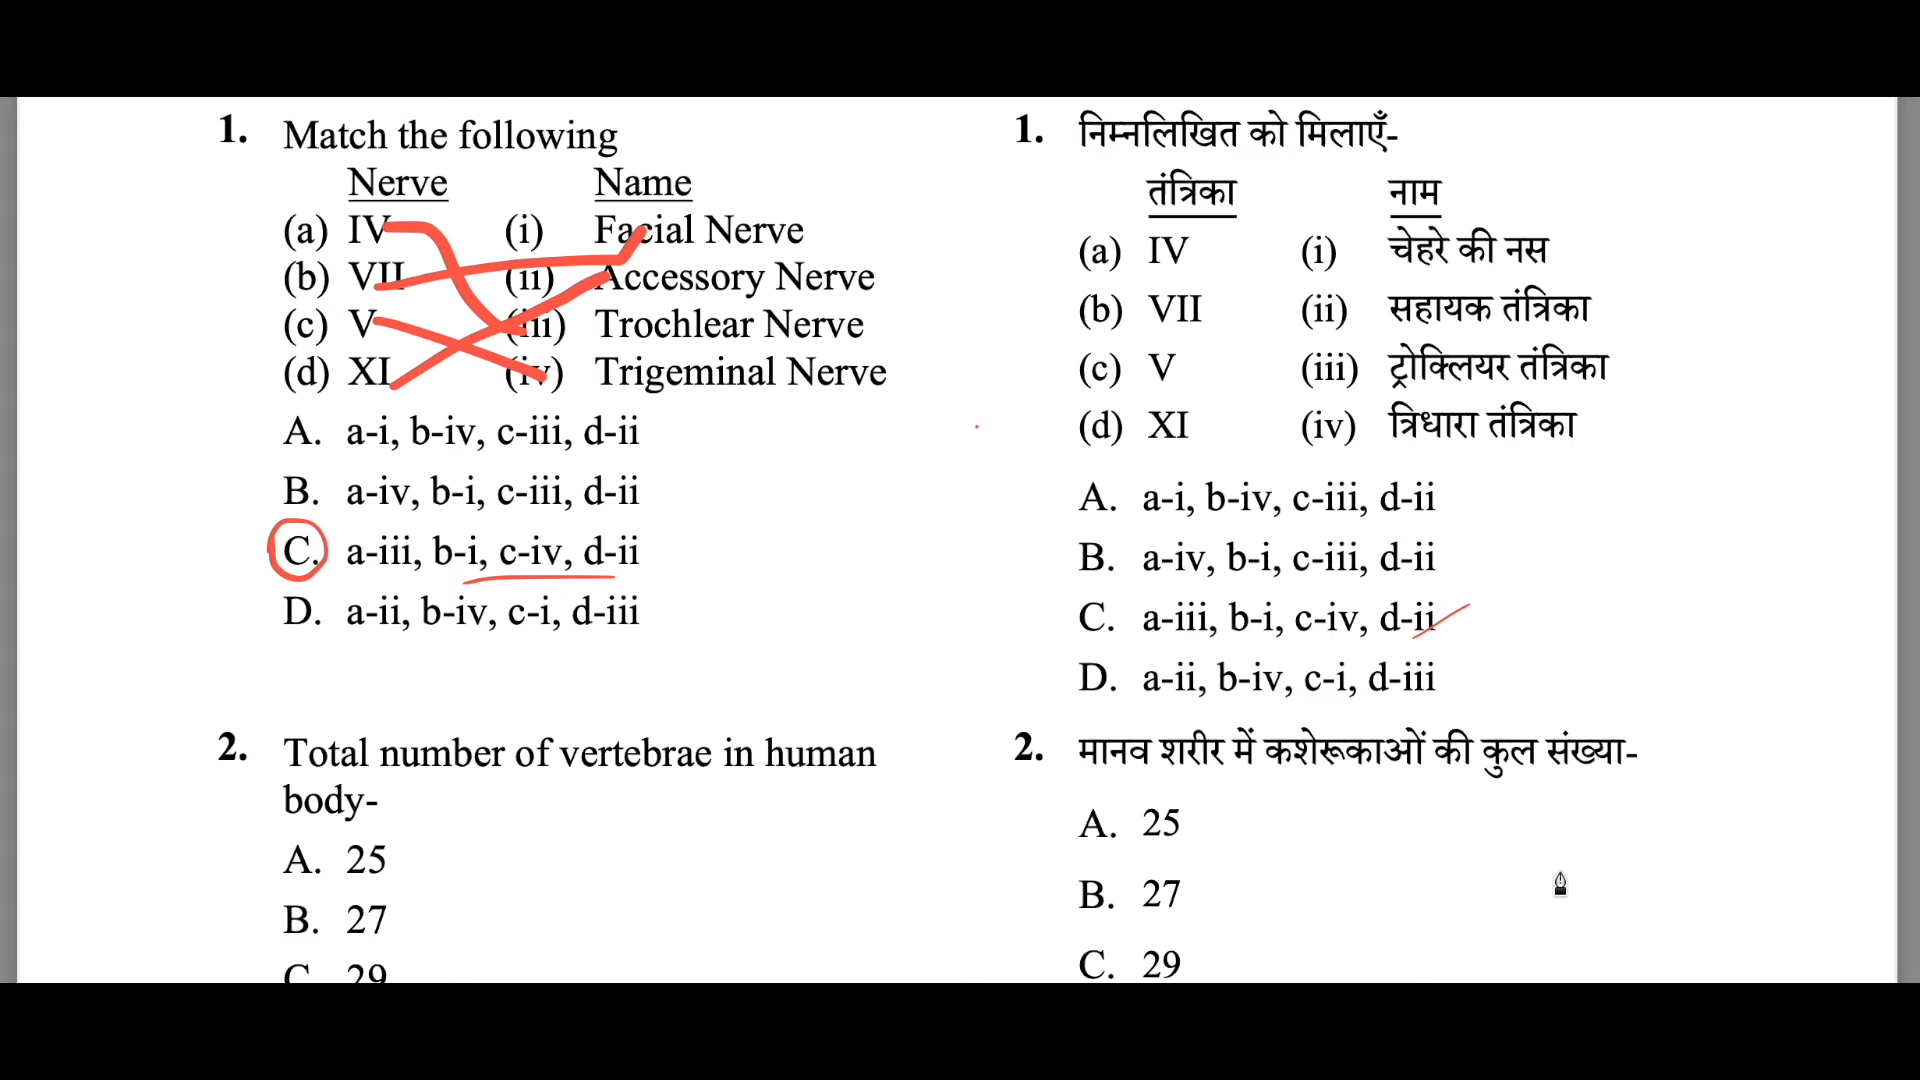 1. Match the following
Nerve Name
(a) IV (i) Facial Nerve
(b) VII (ii) Accessory Nerve
(c) V (iii) Trochlear Nerve
(d) XI (iv) Trigeminal Nerve
A. a-i, b-iv, c-iii, d-ii
B. a-iv, b-i, c-iii, d-ii
C. a-iii, b-i, c-iv, d-ii
D. a-ii, b-iv, c-i, d-iii
2. Total number of vertebrae in human
body-
A. 25
B. 27
C. 29
1. निम्नलिखित को मिलाएँ-
तंत्रिका नाम
(a) IV (i) चेहरे की नस
(b) VII (ii) सहायक तंत्रिका
(c) V (iii) ट्रोक्लियर तंत्रिका
(d) XI (iv) त्रिधारा तंत्रिका
A. a-i, b-iv, c-iii, d-ii
B. a-iv, b-i, c-iii, d-ii
C. a-iii, b-i, c-iv, d-ii
D. a-ii, b-iv, c-i, d-iii
2. मानव शरीर में कशेरूकाओं की कुल संख्या-
A. 25
B. 27
C. 29